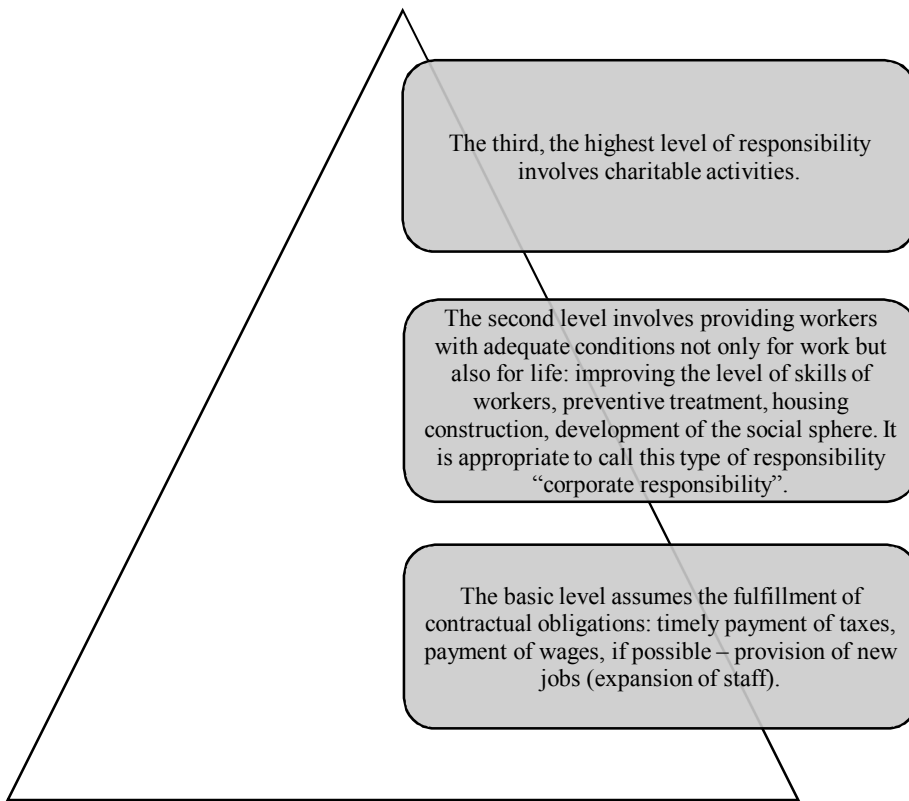 The third, the highest level of responsibility
involves charitable activities.
The second level involves providing workers
with adequate conditions not only for work but
also for life: improving the level of skills of
workers, preventive treatment, housing
construction, development of the social sphere. It
is appropriate to call this type of responsibility
“corporate responsibility”.
The basic level assumes the fulfillment of
contractual obligations: timely payment of taxes,
payment of wages, if possible – provision of new
jobs (expansion of staff).